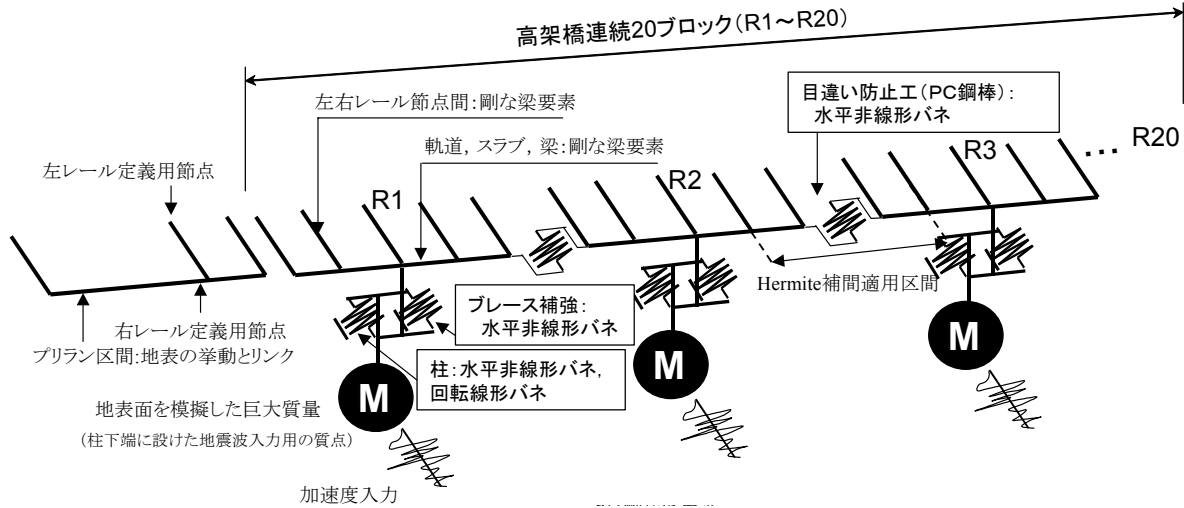 高架橋連続20ブロック(R1～R20)
左右レール節点間:剛な梁要素
目違い防止工(PC鋼棒):
水平非線形バネ
軌道, スラブ, 梁:剛な梁要素
左レール定義用節点
R1
R2
R3
… R20
Hermite補間適用区間
ブレース補強:
水平非線形バネ
右レール定義用節点
プリラン区間:地表の挙動とリンク
柱:水平非線形バネ,
回転線形バネ
M
M
M
地表面を模擬した巨大質量
(柱下端に設けた地震波入力用の質点)
加速度入力